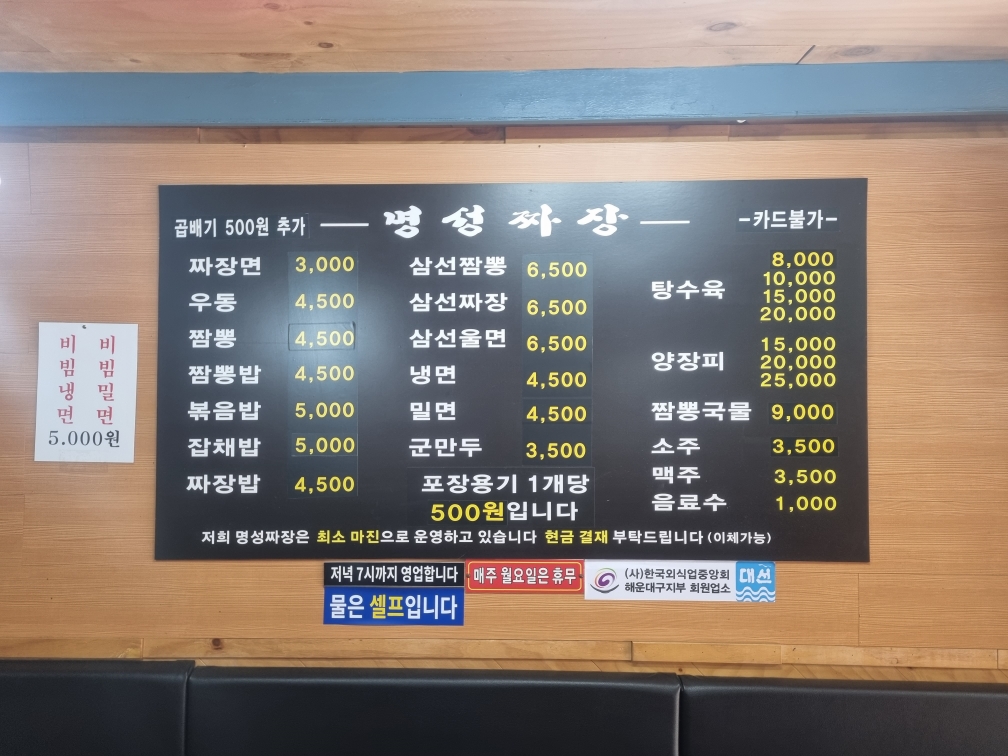 곱배기 500원 추가
명성짜장
-카드불가-
짜장면 3,000
우동 4,500
짬뽕 4,500
짬뽕밥 4,500
볶음밥 5,000
잡채밥 5,000
짜장밥 4,500
삼선짬뽕 6,500
삼선짜장 6,500
삼선울면 6,500
냉면 4,500
밀면 4,500
군만두 3,500
포장용기 1개당
500원입니다
탕수육 8,000
10,000
15,000
20,000
양장피 15,000
20,000
25,000
짬뽕국물 9,000
소주 3,500
맥주 3,500
음료수 1,000
저희 명성짜장은 최소 마진으로 운영하고 있습니다 현금 결재 부탁드립니다 (이체가능)
비빔냉면
비빔밀면
5.000원
저녁 7시까지 영업합니다
물은 셀프입니다
매주 월요일은 휴무
(사)한국외식업중앙회
해운대구지부 회원업소
대선